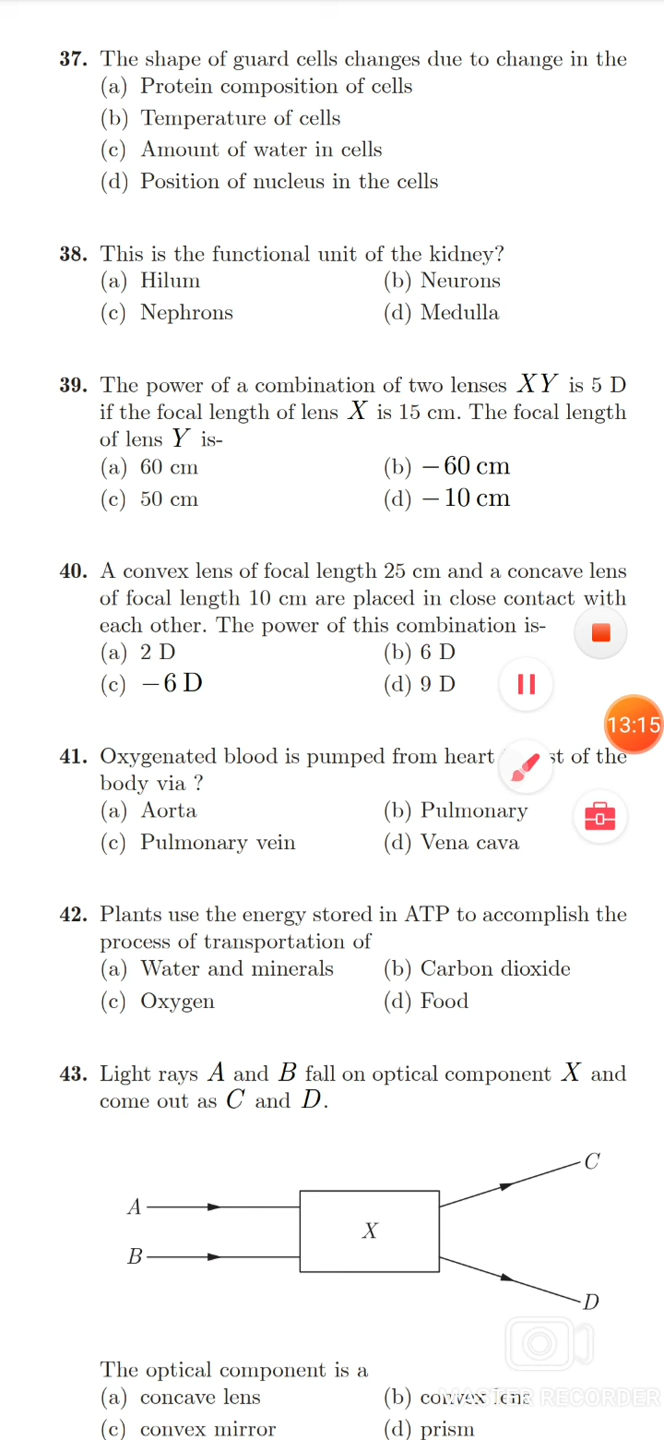 37. The shape of guard cells changes due to change in the
(a) Protein composition of cells
(b) Temperature of cells
(c) Amount of water in cells
(d) Position of nucleus in the cells
38. This is the functional unit of the kidney?
(a) Hilum (b) Neurons
(c) Nephrons (d) Medulla
39. The power of a combination of two lenses XY is 5 D
if the focal length of lens X is 15 cm. The focal length
of lens Y is-
(a) 60 cm (b) – 60 cm
(c) 50 cm (d) – 10 cm
40. A convex lens of focal length 25 cm and a concave lens
of focal length 10 cm are placed in close contact with
each other. The power of this combination is-
(a) 2 D (b) 6 D
(c) – 6 D (d) 9 D
13:15
41. Oxygenated blood is pumped from heart st of the
body via ?
(a) Aorta (b) Pulmonary
(c) Pulmonary vein (d) Vena cava
42. Plants use the energy stored in ATP to accomplish the
process of transportation of
(a) Water and minerals (b) Carbon dioxide
(c) Oxygen (d) Food
43. Light rays A and B fall on optical component X and
come out as C and D.
C
A
X
B
D
The optical component is a
(a) concave lens (b) convex lens
MASTER RECORDER
(c) convex mirror (d) prism